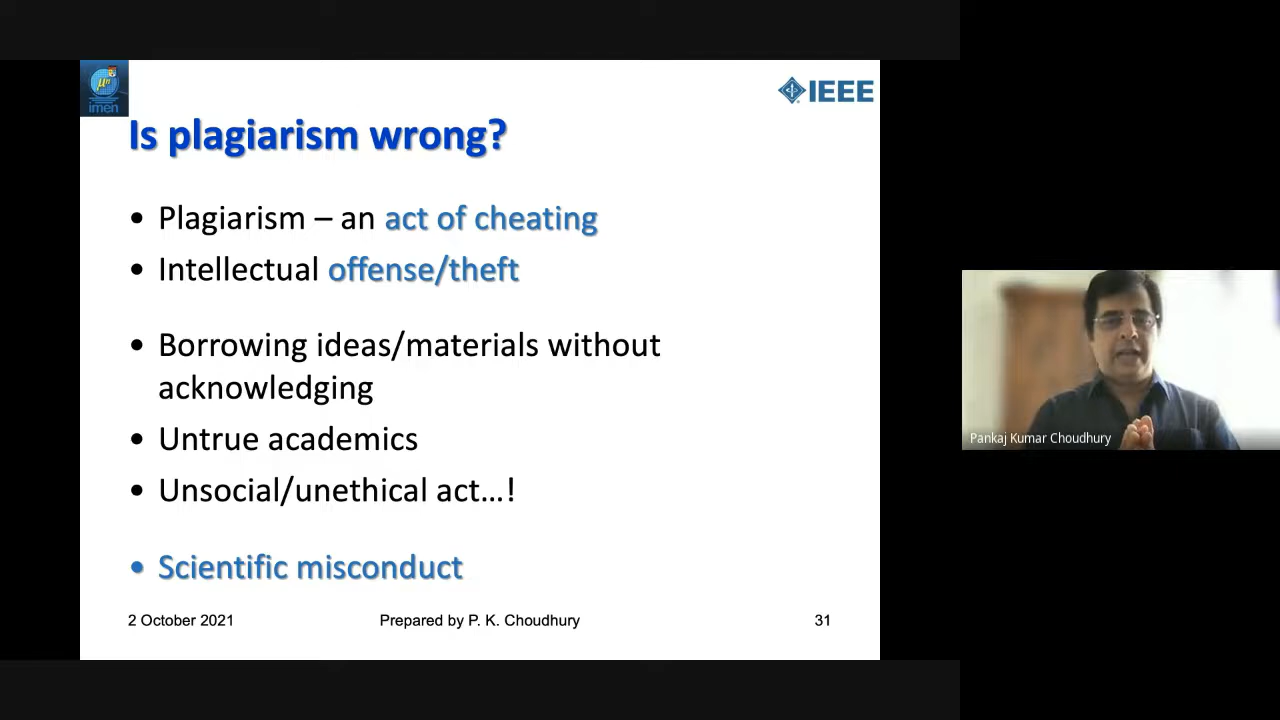 μn
imen
IEEE
Is plagiarism wrong?
• Plagiarism – an act of cheating
• Intellectual offense/theft
• Borrowing ideas/materials without
acknowledging
• Untrue academics
• Unsocial/unethical act...!
• Scientific misconduct
2 October 2021
Prepared by P. K. Choudhury
31
Pankaj Kumar Choudhury